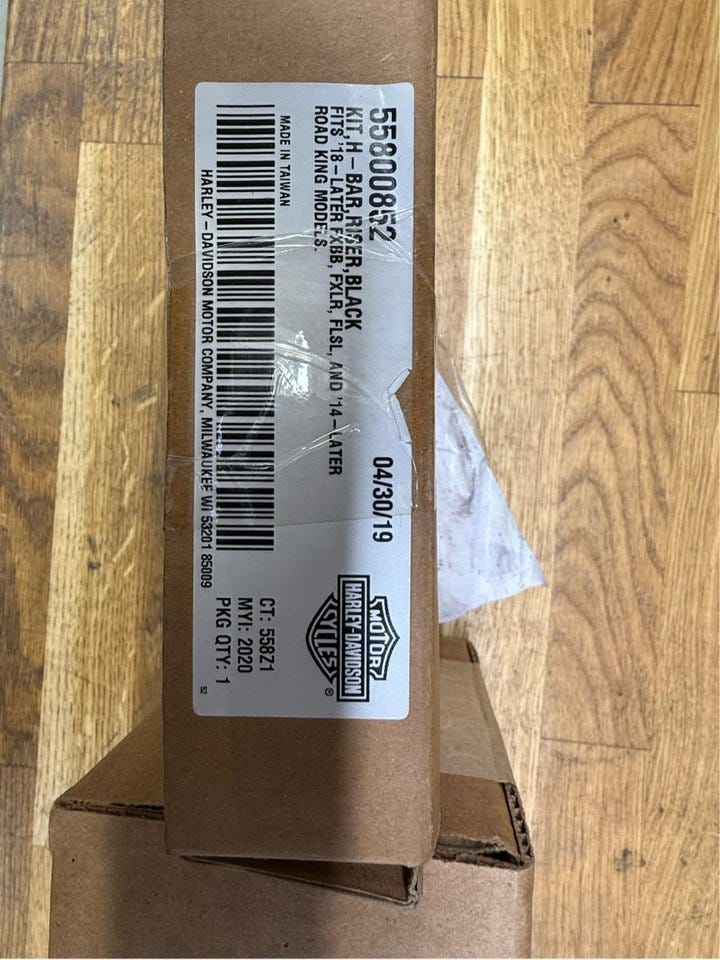 55800852
KIT, H-BAR, RISER, BLACK
FITS '18-LATER FXBB, FXLR, FLSL, AND '14-LATER
ROAD KING MODELS.
04/30/19
MADE IN TAIWAN
HARLEY-DAVIDSON MOTOR COMPANY, MILWAUKEE WI 53201 85009
MOTOR
HARLEY-DAVIDSON
CYCLES
®
CT: 558Z1
MYI: 2020
PKG QTY: 1
52